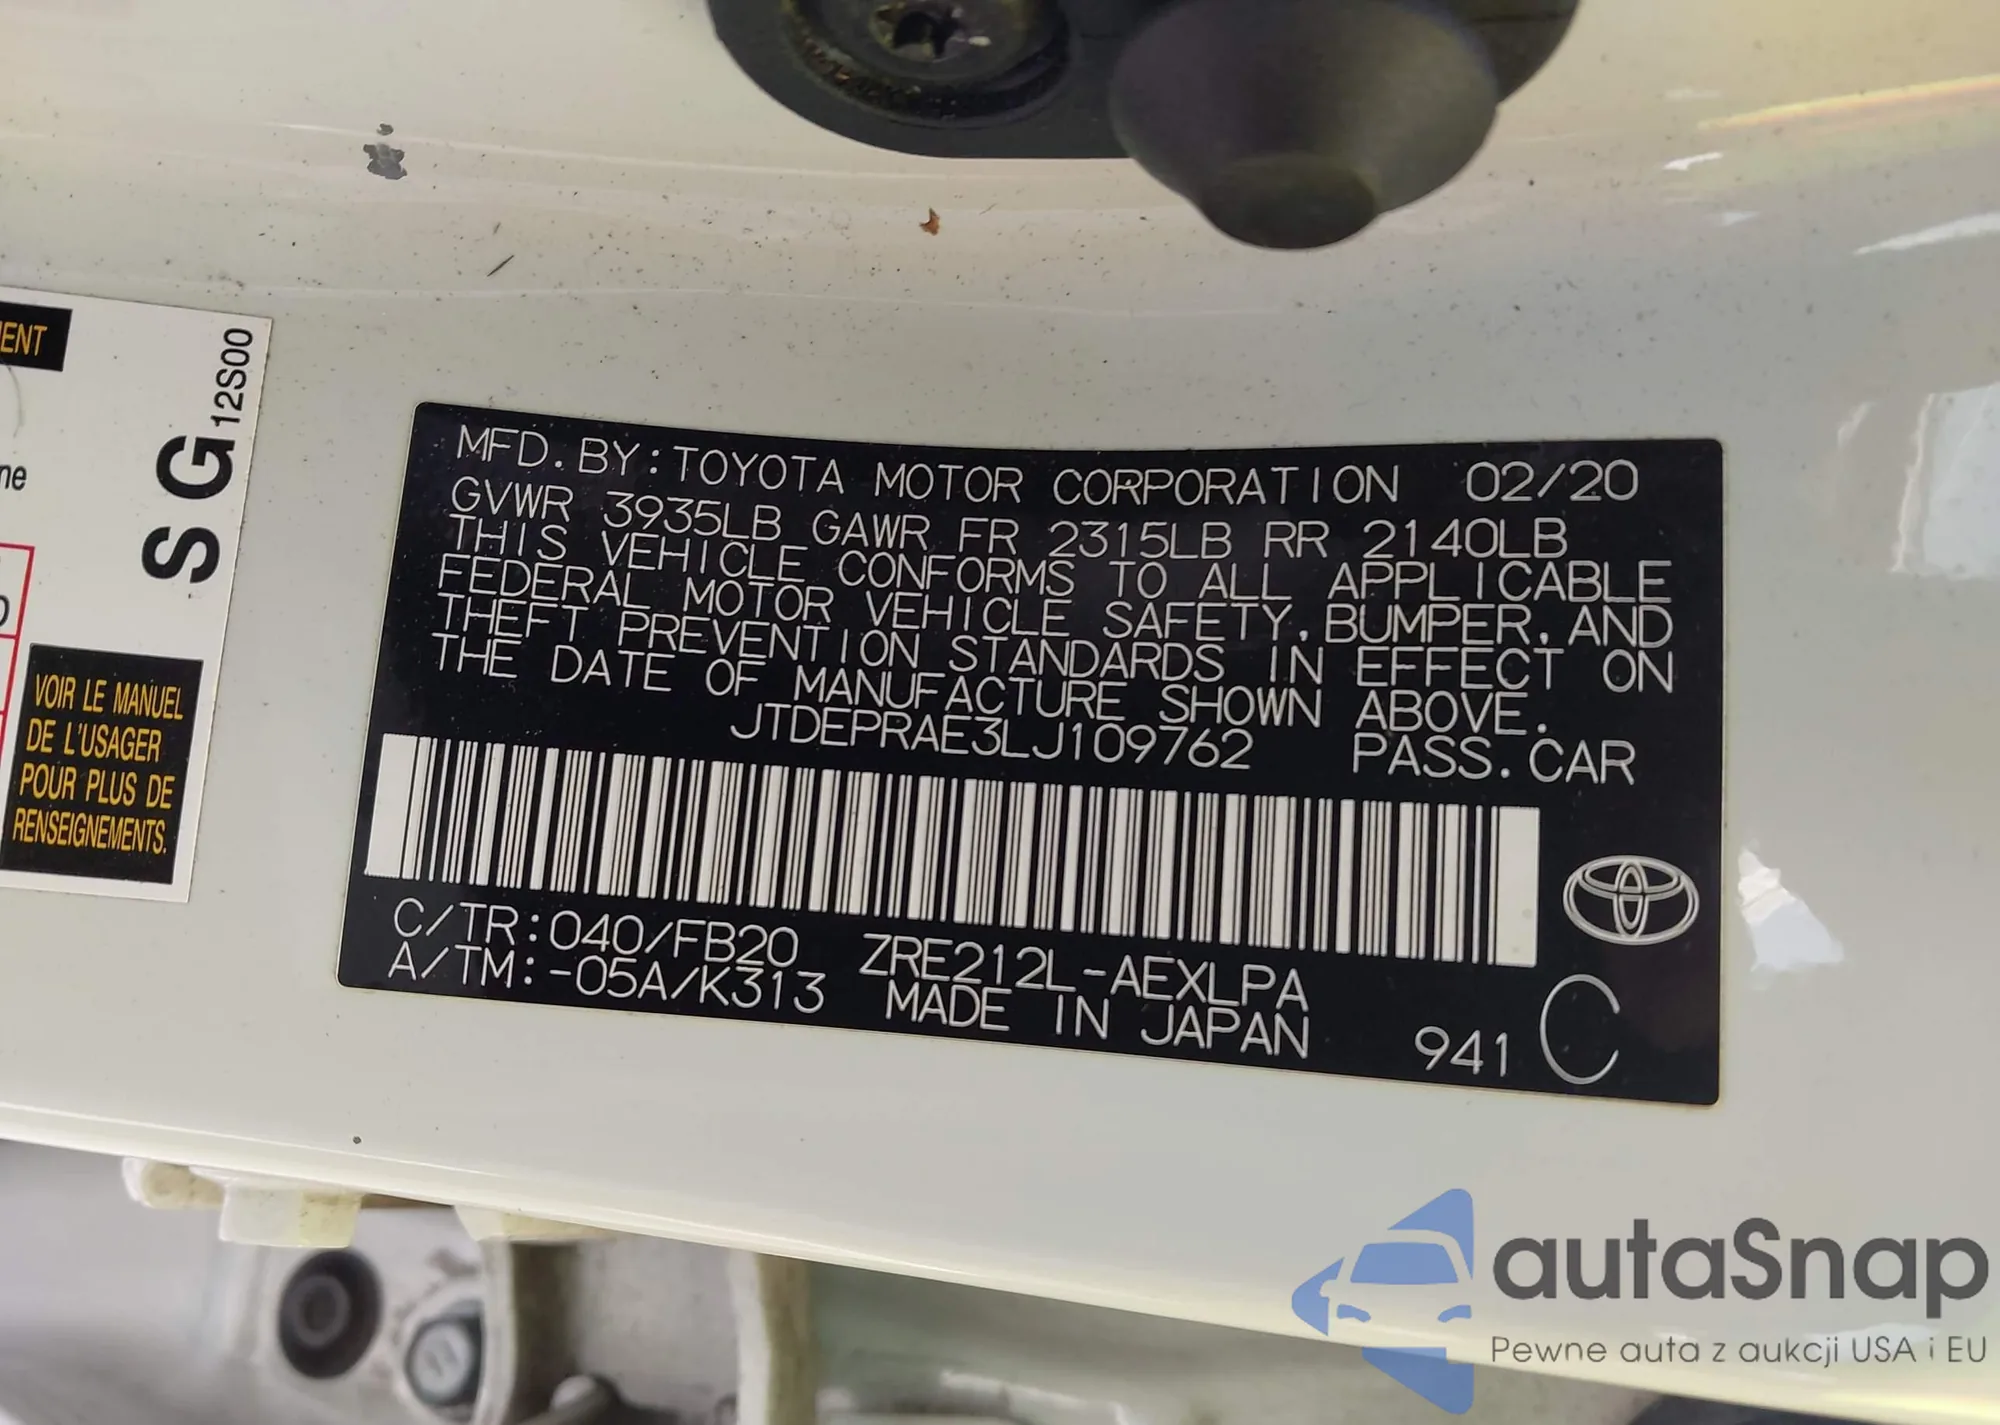 MFD. BY: TOYOTA MOTOR CORPORATION 02/20
GVWR 3935LB GAWR FR 2315LB RR 2140LB
THIS VEHICLE CONFORMS TO ALL APPLICABLE
FEDERAL MOTOR VEHICLE SAFETY, BUMPER, AND
THEFT PREVENTION STANDARDS IN EFFECT ON
THE DATE OF MANUFACTURE SHOWN ABOVE.
JTDEPRAE3LJ109762 PASS. CAR
C/TR: 040/FB20 ZRE212L-AEXLPA
A/TM: -05A/K313 MADE IN JAPAN 941 C
SG 12S00
VOIR LE MANUEL
DE L'USAGER
POUR PLUS DE
RENSEIGNEMENTS.
autaSnap
Pewne auta z aukcji USA i EU